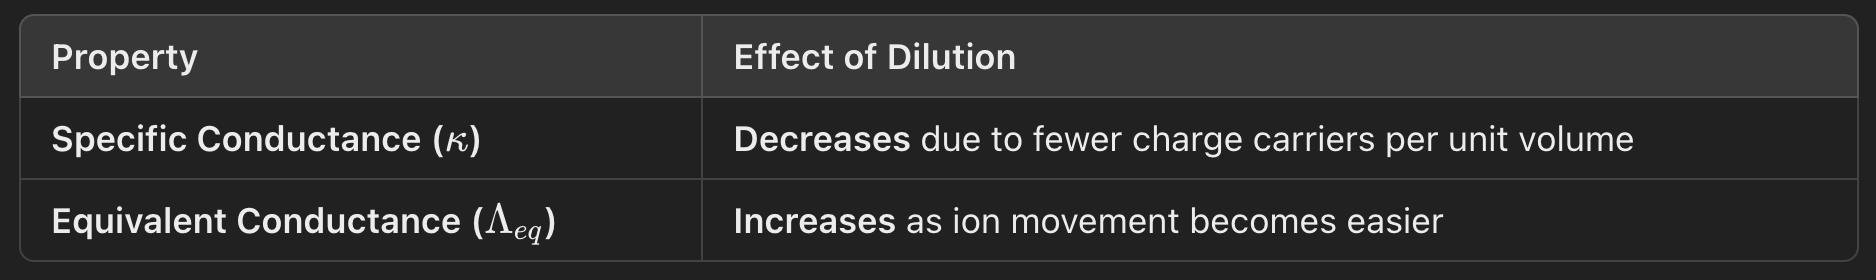 Property
Effect of Dilution
Specific Conductance (κ)
Decreases due to fewer charge carriers per unit volume
Equivalent Conductance (Λeq)
Increases as ion movement becomes easier